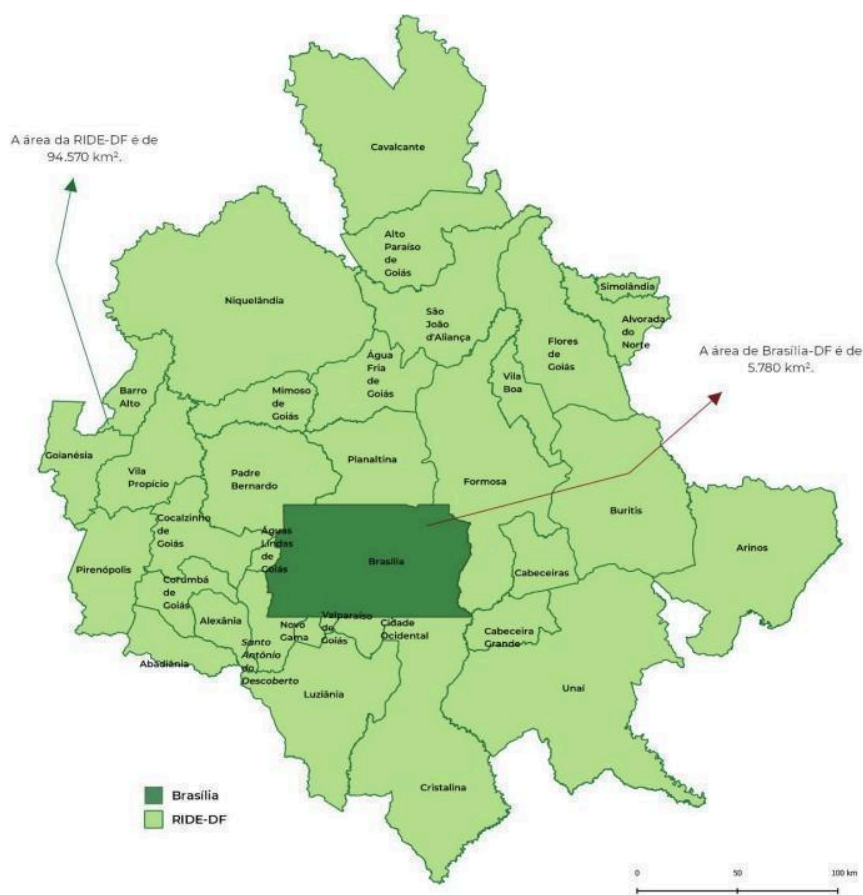 A área da RIDE-DF é de
94.570 km².
Cavalcante
Alto
Paraíso
de
Goiás
Niquelândia
São
João
d'Aliança
Simolândia
Alvorada
do
Norte
Flores
de
Goiás
A área de Brasília-DF é de
5.780 km².
Água
Fria
de
Goiás
Vila
Boa
Barro
Alto
Mimoso
de Goiás
Goianésia
Vila
Propício
Padre
Bernardo
Planaltina
Formosa
Buritis
Arinos
Cocalzinho
de
Goiás
Águas
Lindas
de
Goiás
Brasília
Pirenópolis
Corumbá
de
Goiás
Cabeceiras
Alexânia
Novo
Gama
Valparaíso
de
Goiás
Cidade
Ocidental
Cabeceira
Grande
Abadiânia
Santo
Antônio
do
Descoberto
Luziânia
Unaí
Cristalina
Brasília
RIDE-DF
0 50 100 km